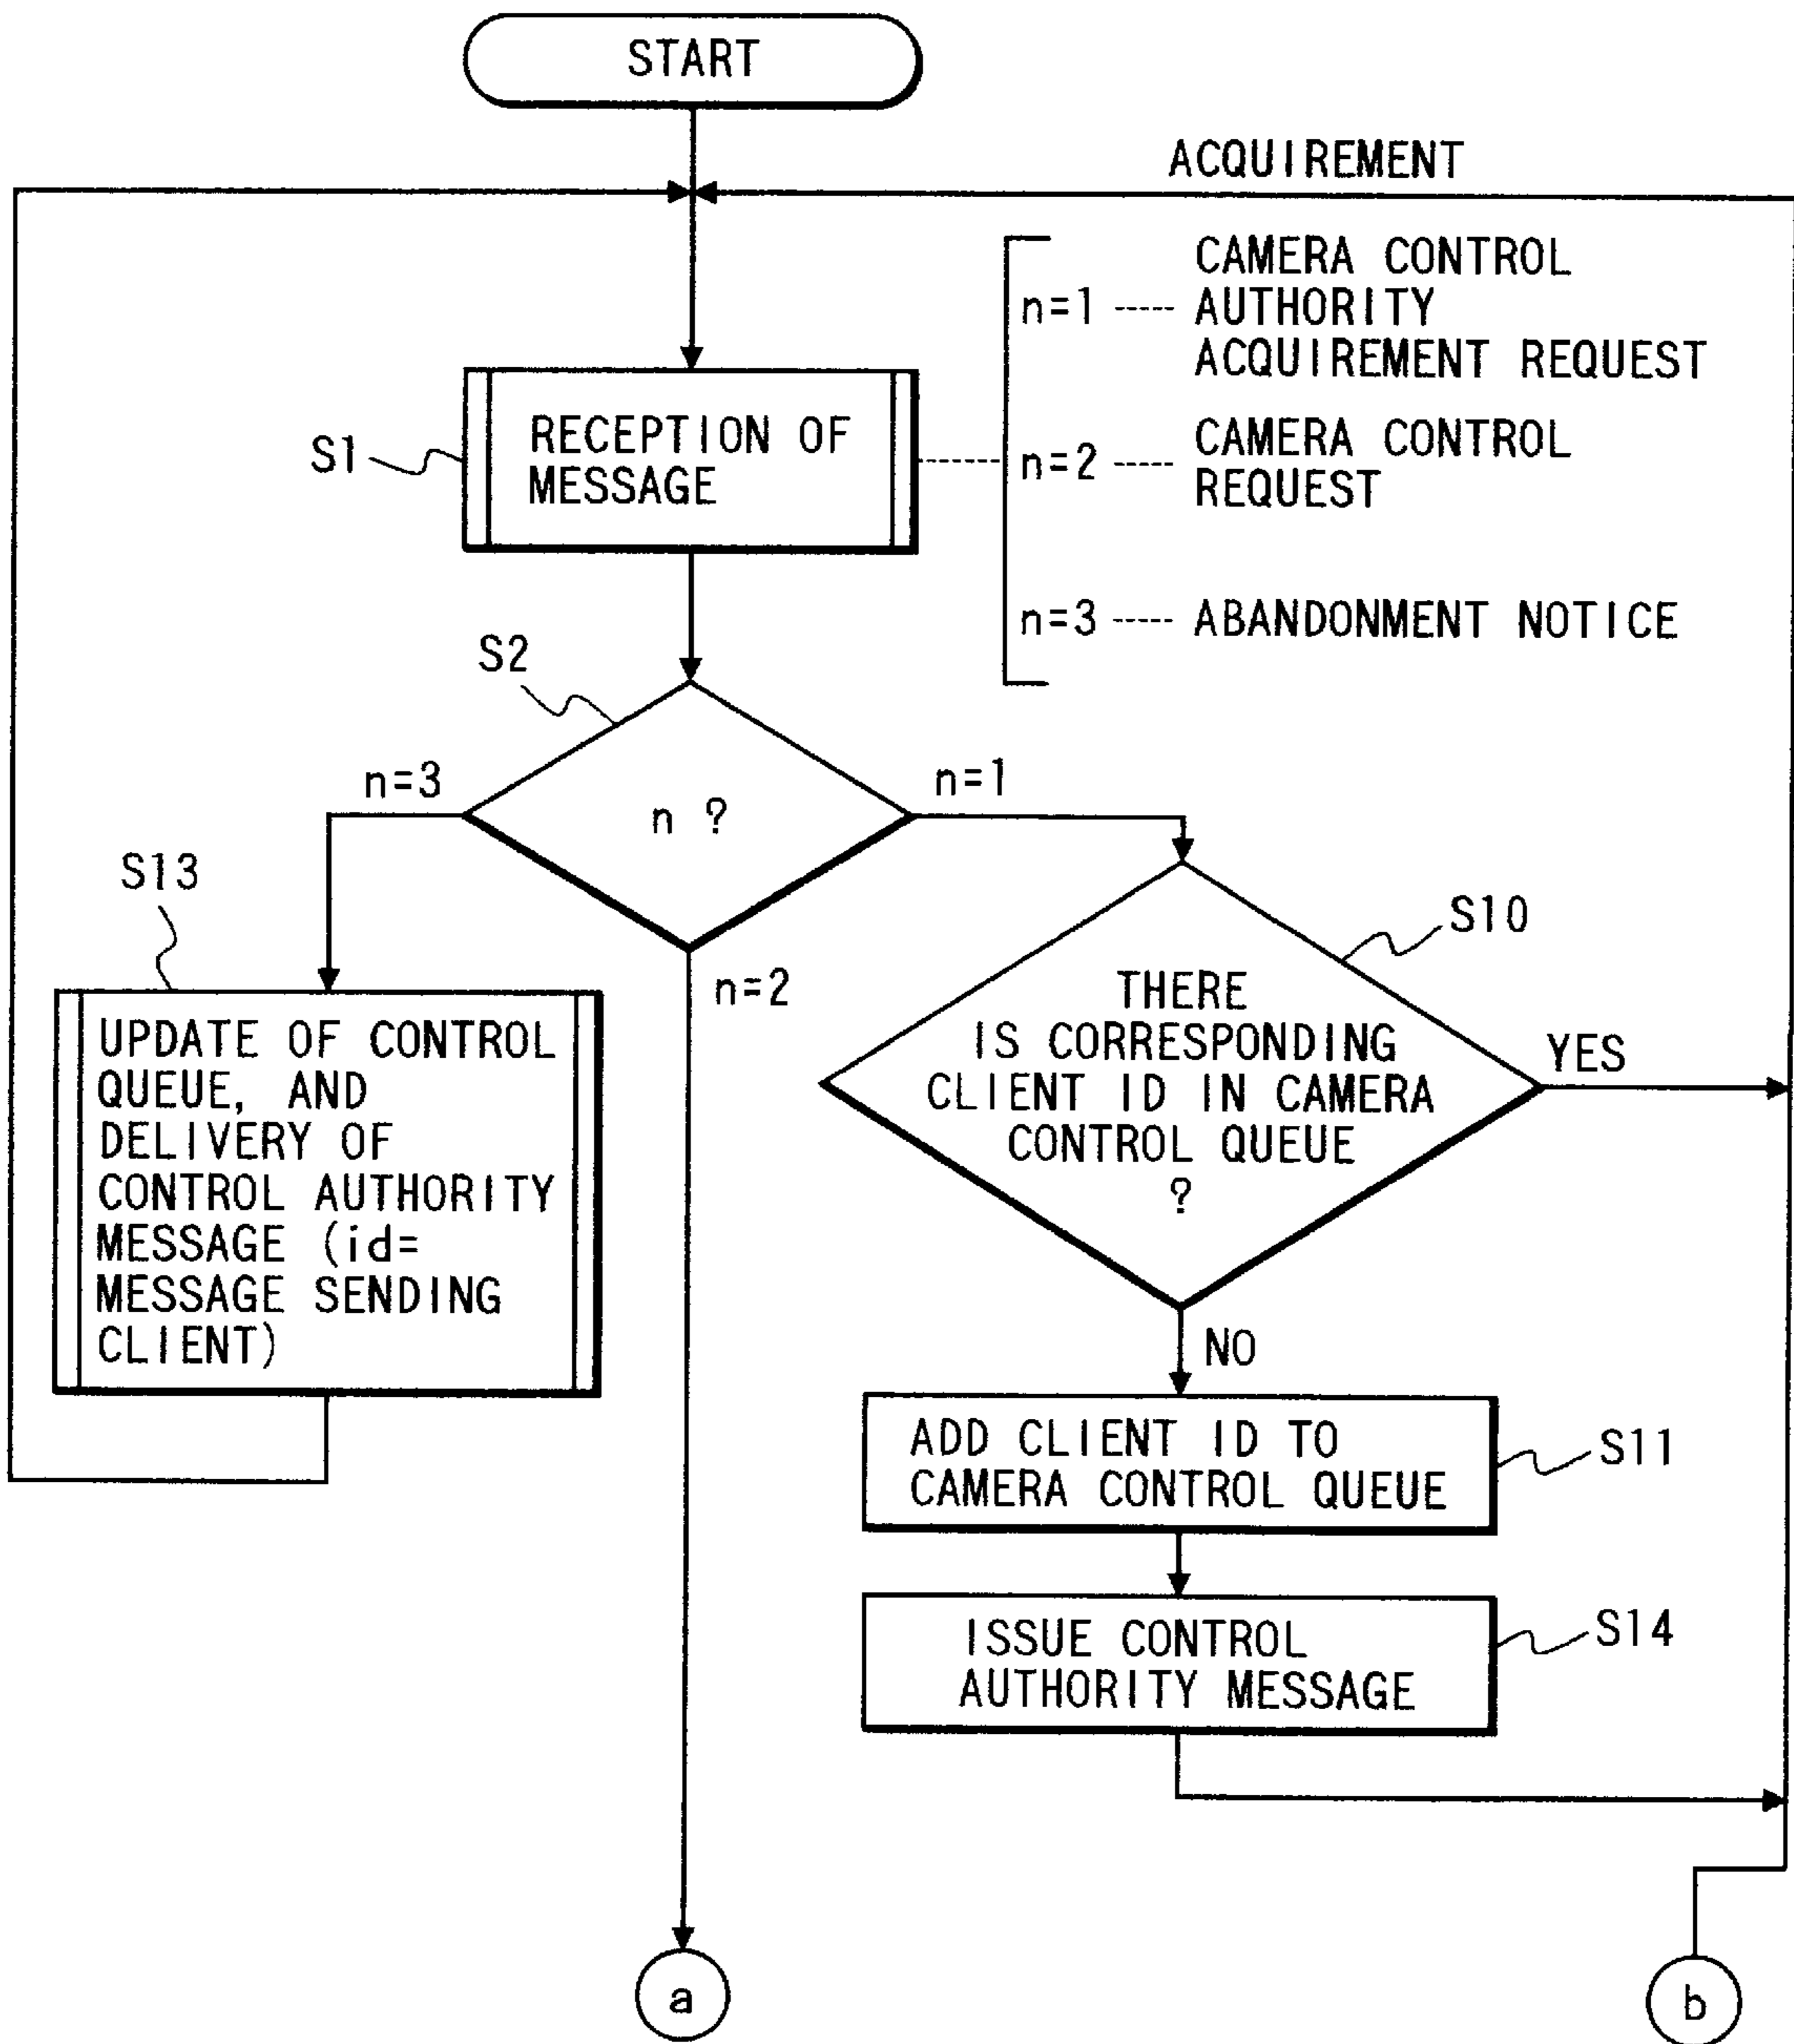 START
ACQUIREMENT
n=1 ----- CAMERA CONTROL
AUTHORITY
ACQUIREMENT REQUEST
S1
RECEPTION OF
MESSAGE
n=2 ----- CAMERA CONTROL
REQUEST
n=3 ----- ABANDONMENT NOTICE
S2
n=3
n ?
n=1
n=2
S13
UPDATE OF CONTROL
QUEUE, AND
DELIVERY OF
CONTROL AUTHORITY
MESSAGE (id=
MESSAGE SENDING
CLIENT)
S10
THERE
IS CORRESPONDING
CLIENT ID IN CAMERA
CONTROL QUEUE
?
YES
NO
ADD CLIENT ID TO
CAMERA CONTROL QUEUE
S11
ISSUE CONTROL
AUTHORITY MESSAGE
S14
a
b